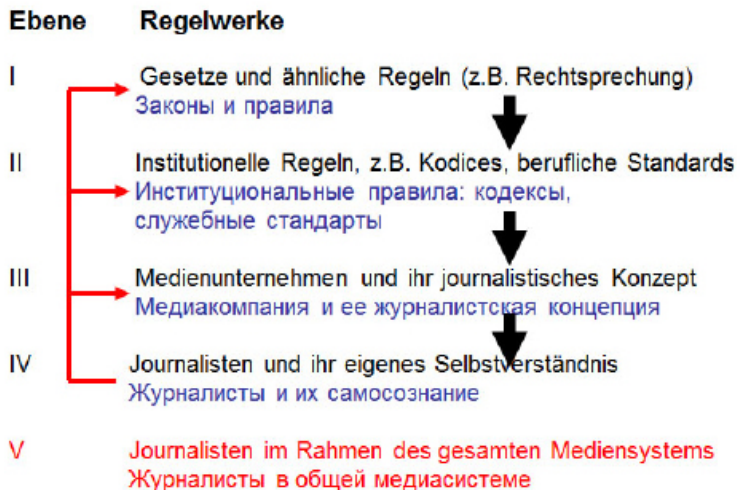 Ebene Regelwerke
I Gesetze und ähnliche Regeln (z.B. Rechtsprechung)
Законы и правила
II Institutionelle Regeln, z.B. Kodices, berufliche Standards
Институциональные правила: кодексы,
служебные стандарты
III Medienunternehmen und ihr journalistisches Konzept
Медиакомпания и ее журналистская концепция
IV Journalisten und ihr eigenes Selbstverständnis
Журналисты и их самосознание
V Journalisten im Rahmen des gesamten Mediensystems
Журналисты в общей медиасистеме